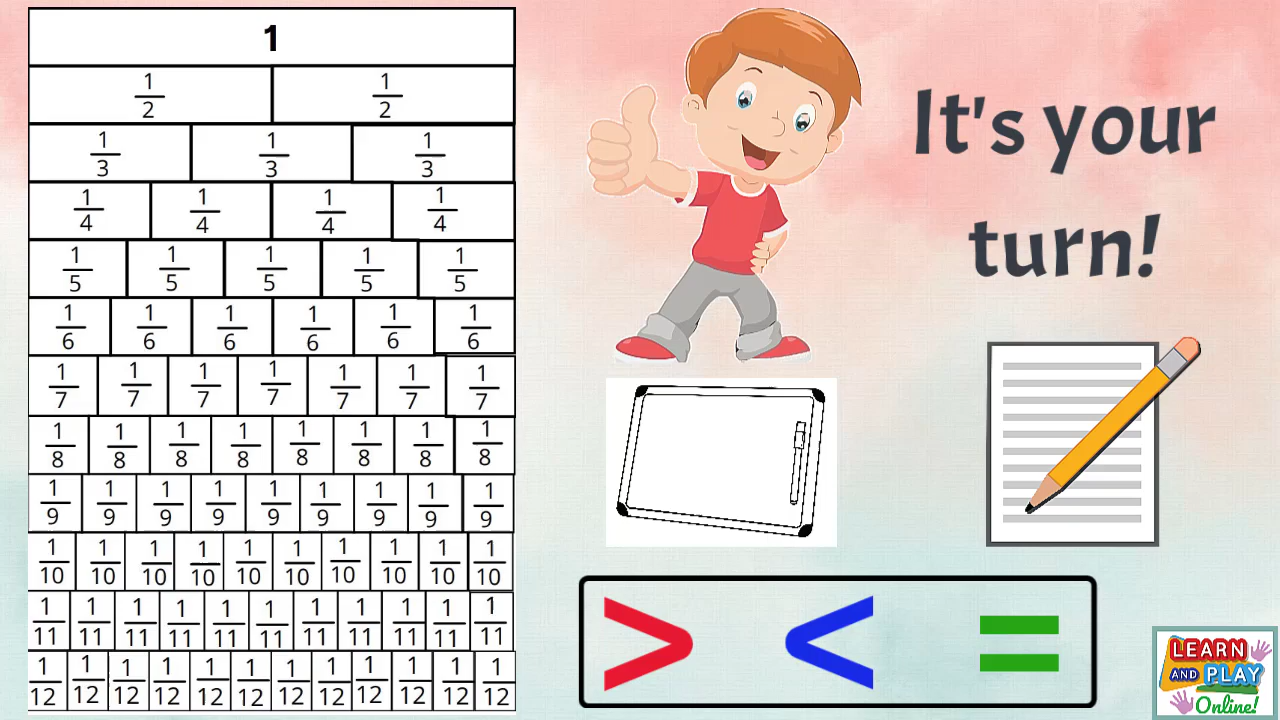 1
1/2 1/2
1/3 1/3 1/3
1/4 1/4 1/4 1/4
1/5 1/5 1/5 1/5 1/5
1/6 1/6 1/6 1/6 1/6 1/6
1/7 1/7 1/7 1/7 1/7 1/7 1/7
1/8 1/8 1/8 1/8 1/8 1/8 1/8 1/8
1/9 1/9 1/9 1/9 1/9 1/9 1/9 1/9 1/9
1/10 1/10 1/10 1/10 1/10 1/10 1/10 1/10 1/10 1/10
1/11 1/11 1/11 1/11 1/11 1/11 1/11 1/11 1/11 1/11 1/11
1/12 1/12 1/12 1/12 1/12 1/12 1/12 1/12 1/12 1/12 1/12 1/12
It's your
turn!
> < =
LEARN
AND PLAY
Online!